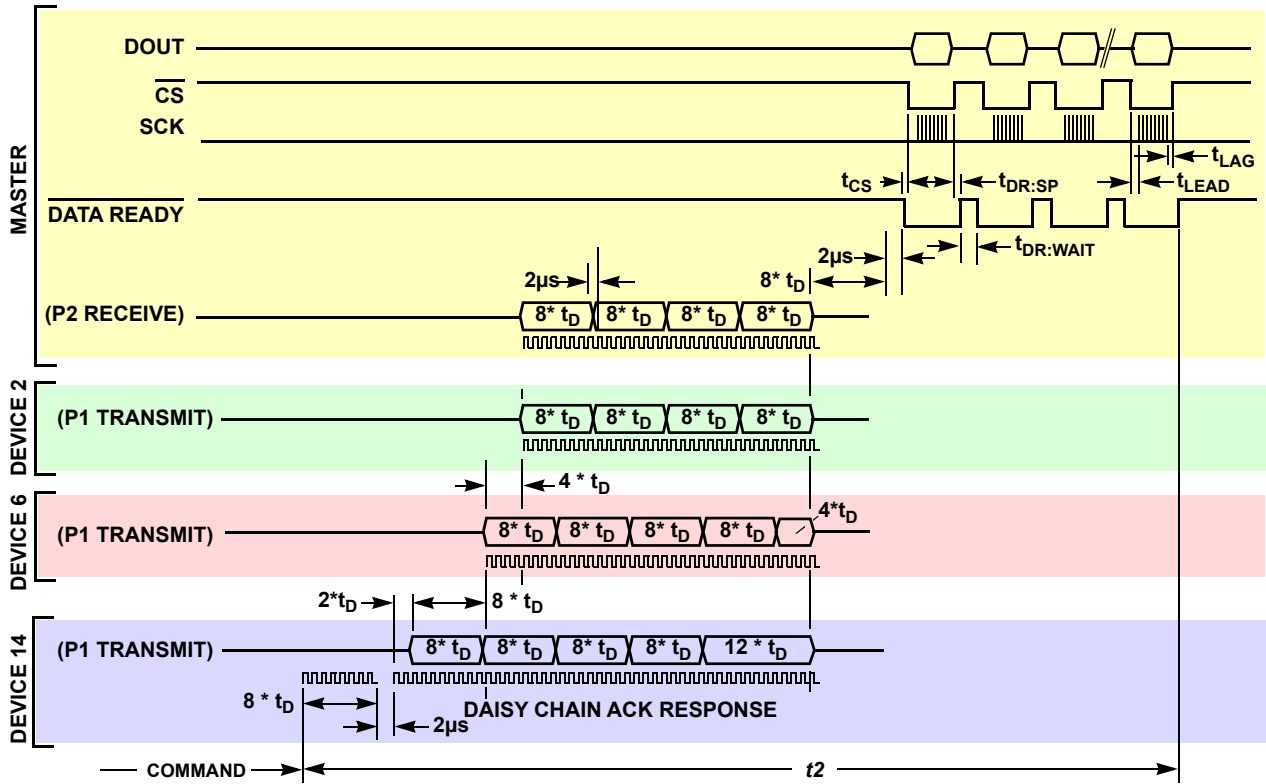 MASTER
DOUT
CS
SCK
tLAG
tCS
tDR:SP
tLEAD
DATA READY
tDR:WAIT
2µs
2µs
8* tD
(P2 RECEIVE)
8* tD 8* tD 8* tD 8* tD
DEVICE 2
(P1 TRANSMIT)
8* tD 8* tD 8* tD 8* tD
4 * tD
DEVICE 6
4*tD
(P1 TRANSMIT)
8* tD 8* tD 8* tD 8* tD
2*tD
8 * tD
DEVICE 14
(P1 TRANSMIT)
8* tD 8* tD 8* tD 8* tD 12 * tD
8 * tD
DAISY CHAIN ACK RESPONSE
2µs
COMMAND
t2